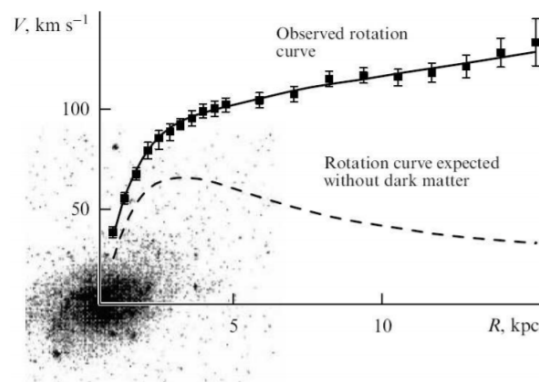 V, km s⁻¹
Observed rotation
curve
100
Rotation curve expected
without dark matter
50
5
10
R, kpc